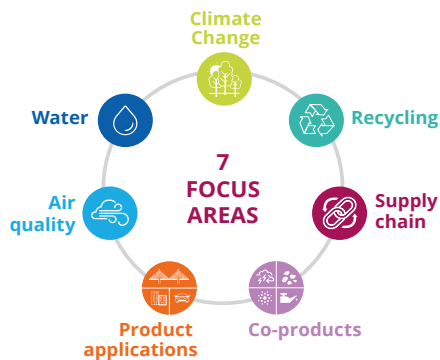 Climate
Change
Water
Recycling
7
FOCUS
AREAS
Air
quality
Supply
chain
Product
applications
Co-products